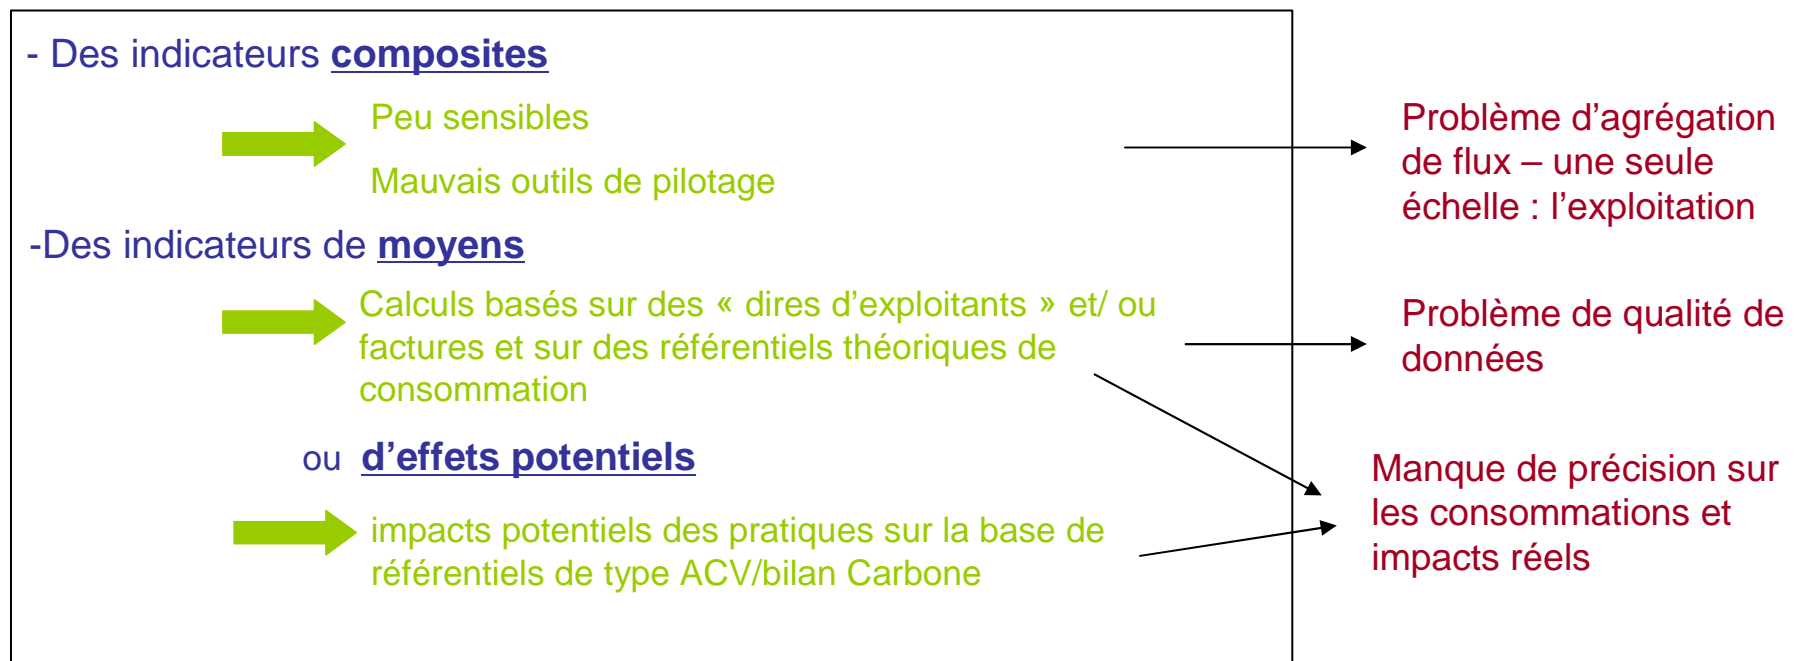 - Des indicateurs composites
Peu sensibles
Mauvais outils de pilotage
Problème d’agrégation
de flux – une seule
échelle : l’exploitation
-Des indicateurs de moyens
Calculs basés sur des « dires d’exploitants » et/ ou
factures et sur des référentiels théoriques de
consommation
Problème de qualité de
données
ou d’effets potentiels
impacts potentiels des pratiques sur la base de
référentiels de type ACV/bilan Carbone
Manque de précision sur
les consommations et
impacts réels